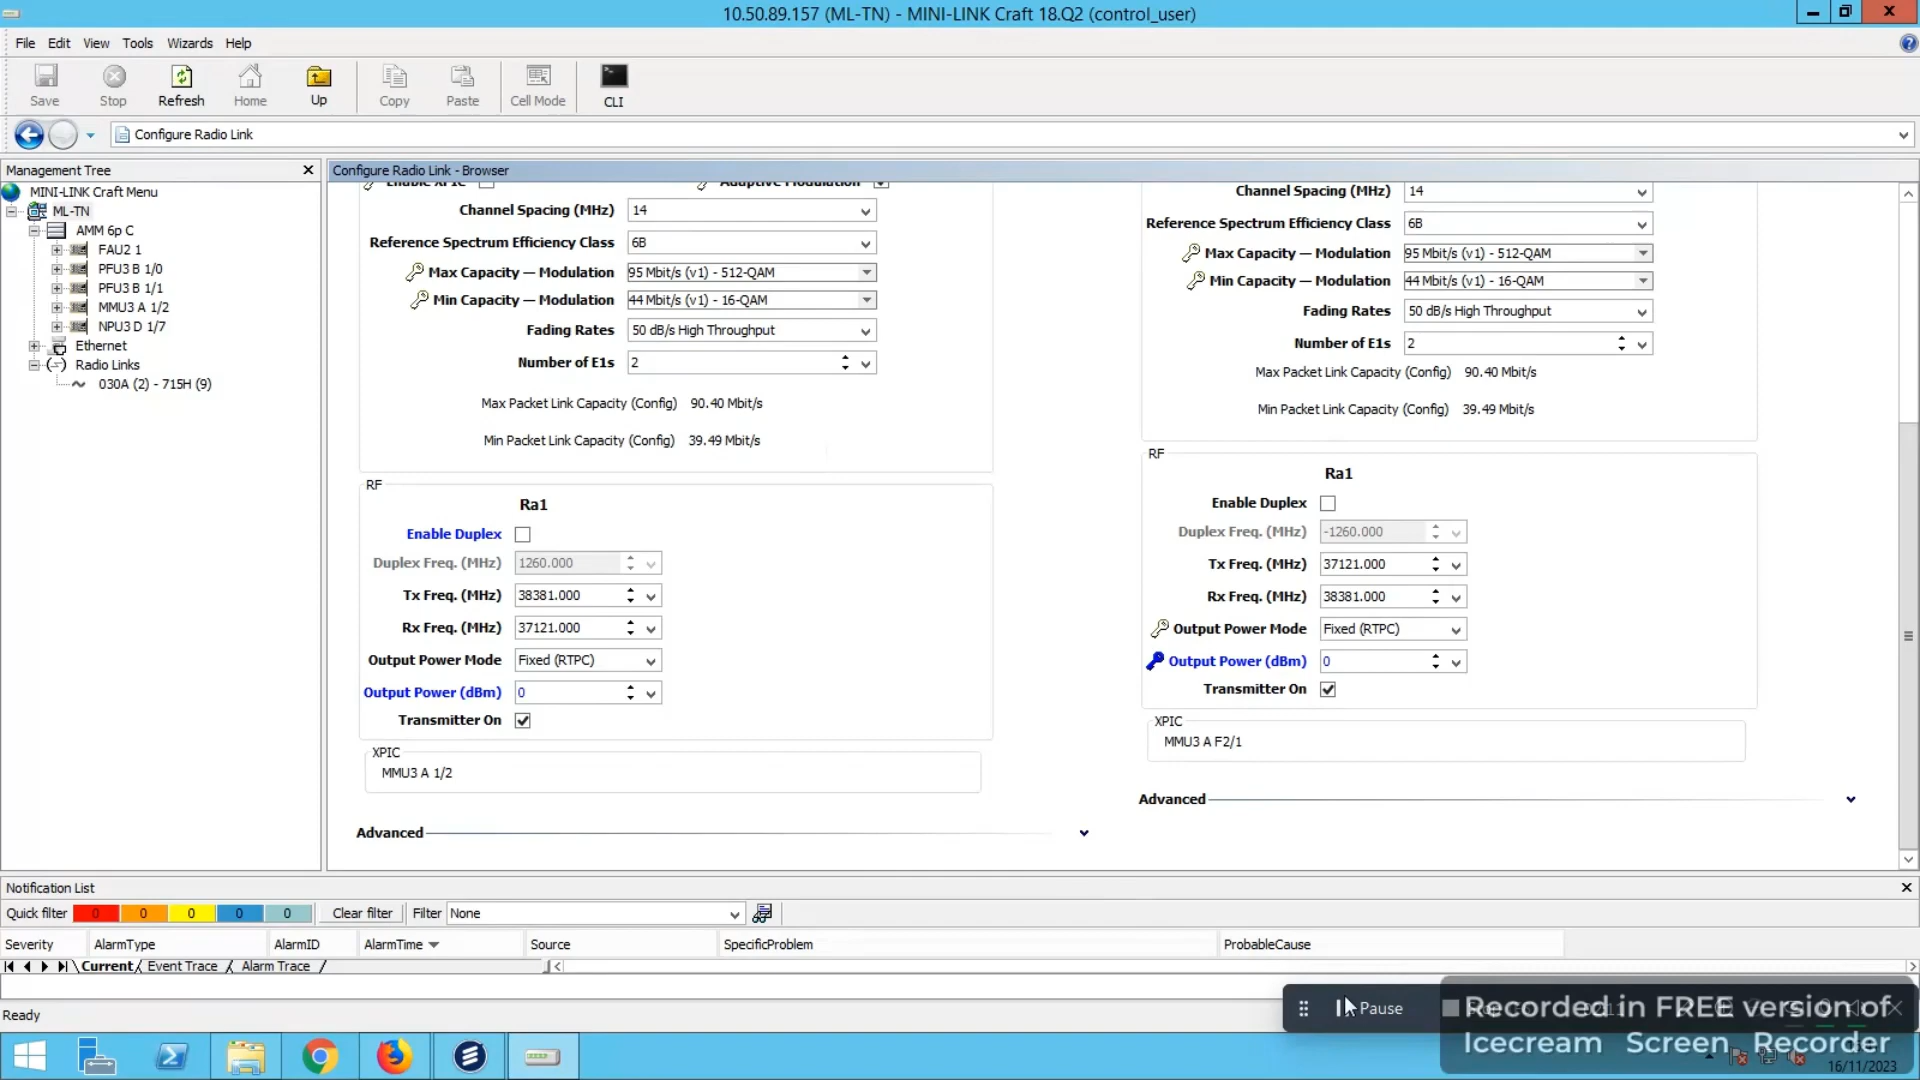 10.50.89.157 (ML-TN) - MINI-LINK Craft 18.Q2 (control_user)
File Edit View Tools Wizards Help
Save Stop Refresh Home Up Copy Paste Cell Mode CLI
Configure Radio Link
Management Tree
MINI-LINK Craft Menu
ML-TN
AMM 6p C
FAU2 1
PFU3 B 1/0
PFU3 B 1/1
MMU3 A 1/2
NPU3 D 1/7
Ethernet
Radio Links
030A (2) - 715H (9)
Configure Radio Link - Browser
Enable XPIC Adaptive Modulation
Channel Spacing (MHz) 14
Reference Spectrum Efficiency Class 6B
Max Capacity — Modulation 95 Mbit/s (v1) - 512-QAM
Min Capacity — Modulation 44 Mbit/s (v1) - 16-QAM
Fading Rates 50 dB/s High Throughput
Number of E1s 2
Max Packet Link Capacity (Config) 90.40 Mbit/s
Min Packet Link Capacity (Config) 39.49 Mbit/s
RF
Ra1
Enable Duplex
Duplex Freq. (MHz) 1260.000
Tx Freq. (MHz) 38381.000
Rx Freq. (MHz) 37121.000
Output Power Mode Fixed (RTPC)
Output Power (dBm) 0
Transmitter On
XPIC
MMU3 A 1/2
Advanced
Channel Spacing (MHz) 14
Reference Spectrum Efficiency Class 6B
Max Capacity — Modulation 95 Mbit/s (v1) - 512-QAM
Min Capacity — Modulation 44 Mbit/s (v1) - 16-QAM
Fading Rates 50 dB/s High Throughput
Number of E1s 2
Max Packet Link Capacity (Config) 90.40 Mbit/s
Min Packet Link Capacity (Config) 39.49 Mbit/s
RF
Ra1
Enable Duplex
Duplex Freq. (MHz) -1260.000
Tx Freq. (MHz) 37121.000
Rx Freq. (MHz) 38381.000
Output Power Mode Fixed (RTPC)
Output Power (dBm) 0
Transmitter On
XPIC
MMU3 A F2/1
Advanced
Notification List
Quick filter 0 0 0 0 0 Clear filter Filter None
Severity AlarmType AlarmID AlarmTime Source SpecificProblem ProbableCause
Current Event Trace Alarm Trace
Ready
Pause
Recorded in FREE version of
Icecream Screen Recorder
16/11/2023